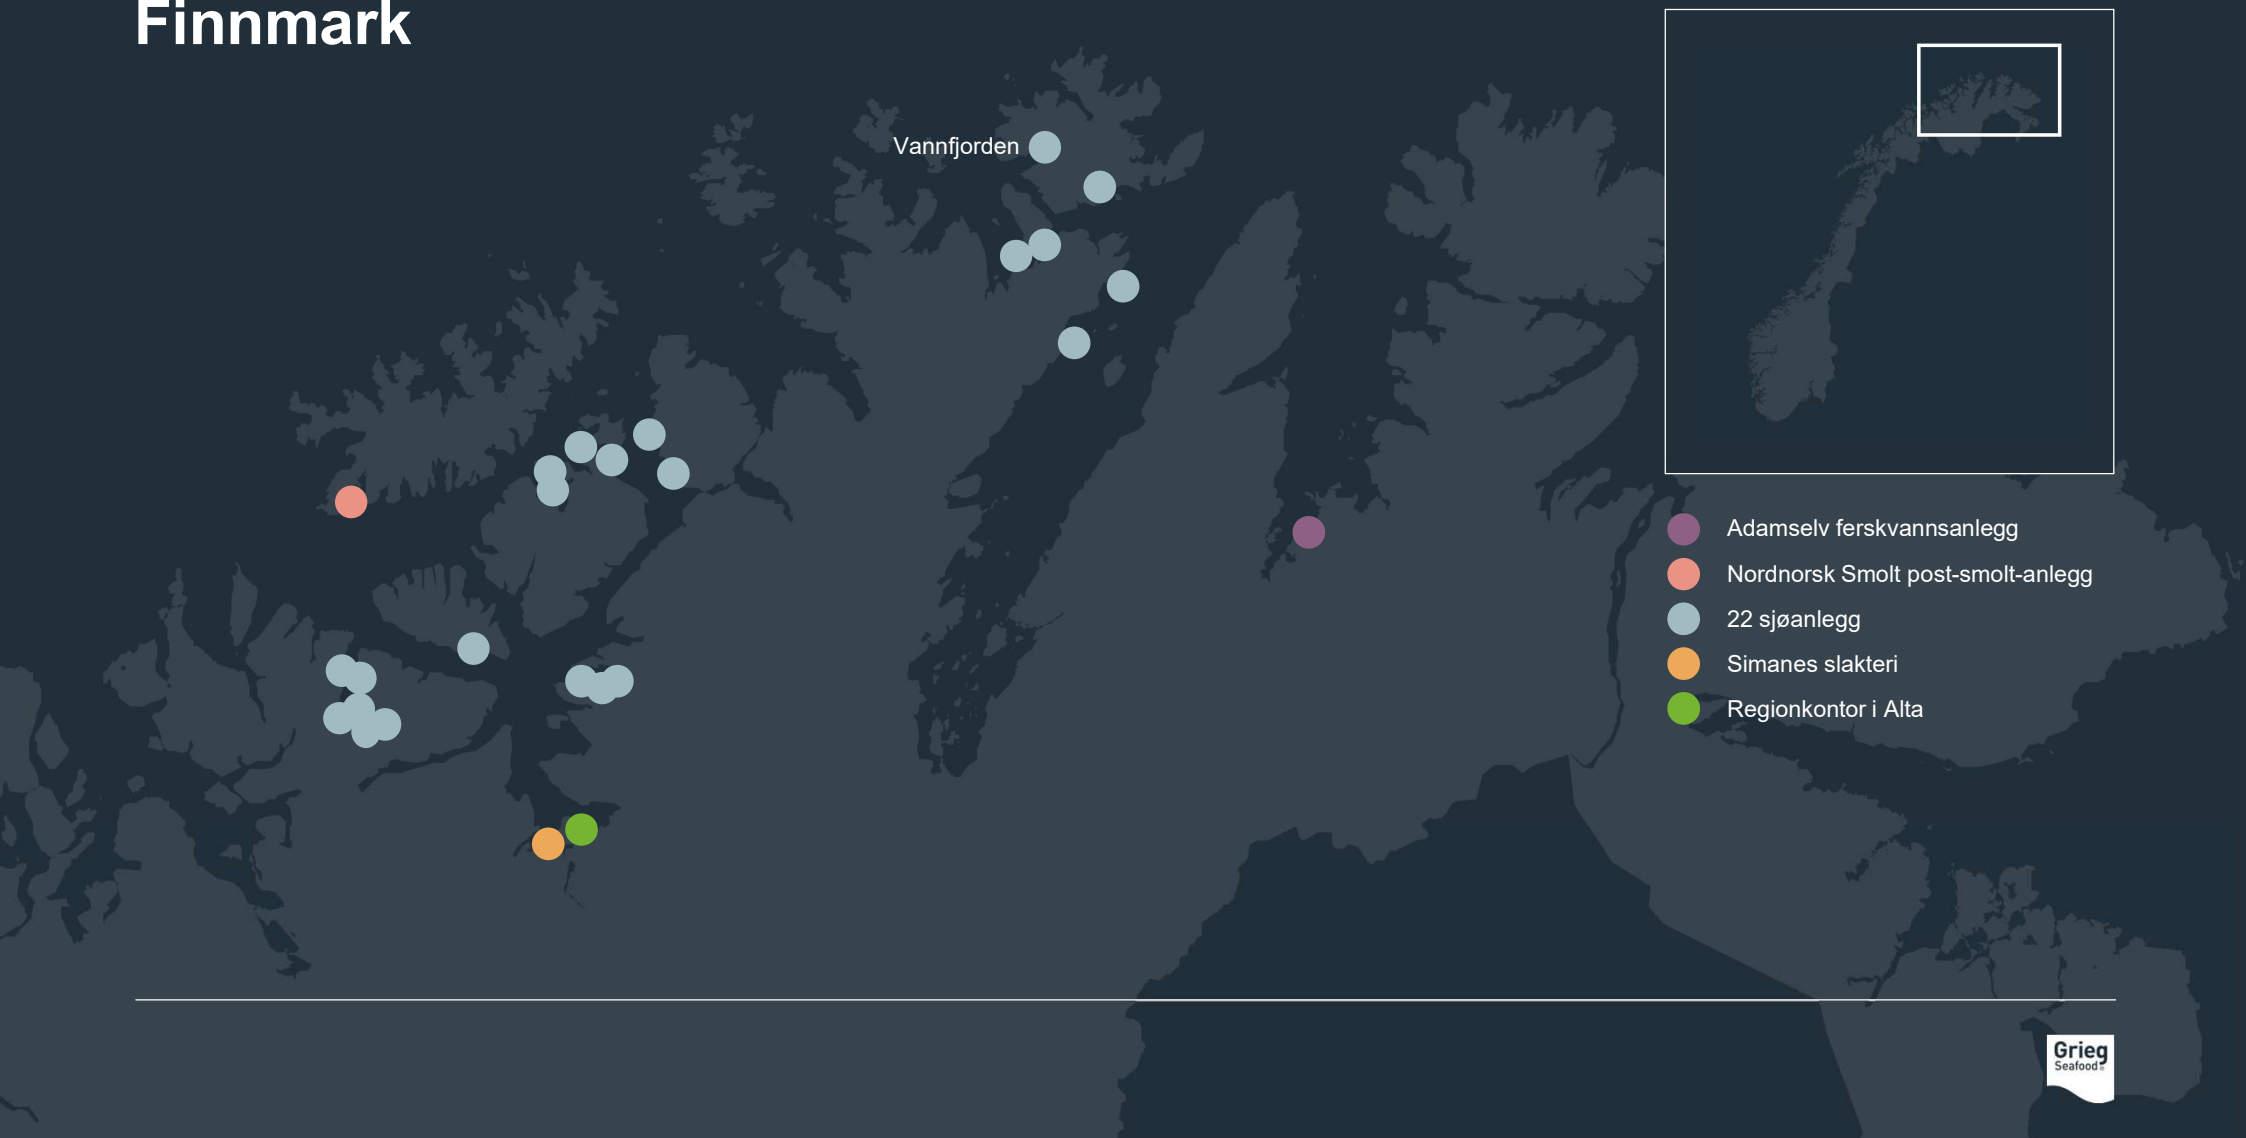 Finnmark
Vannfjorden
Adamselv ferskvannsanlegg
Nordnorsk Smolt post-smolt-anlegg
22 sjøanlegg
Simanes slakteri
Regionkontor i Alta
Grieg
Seafood®